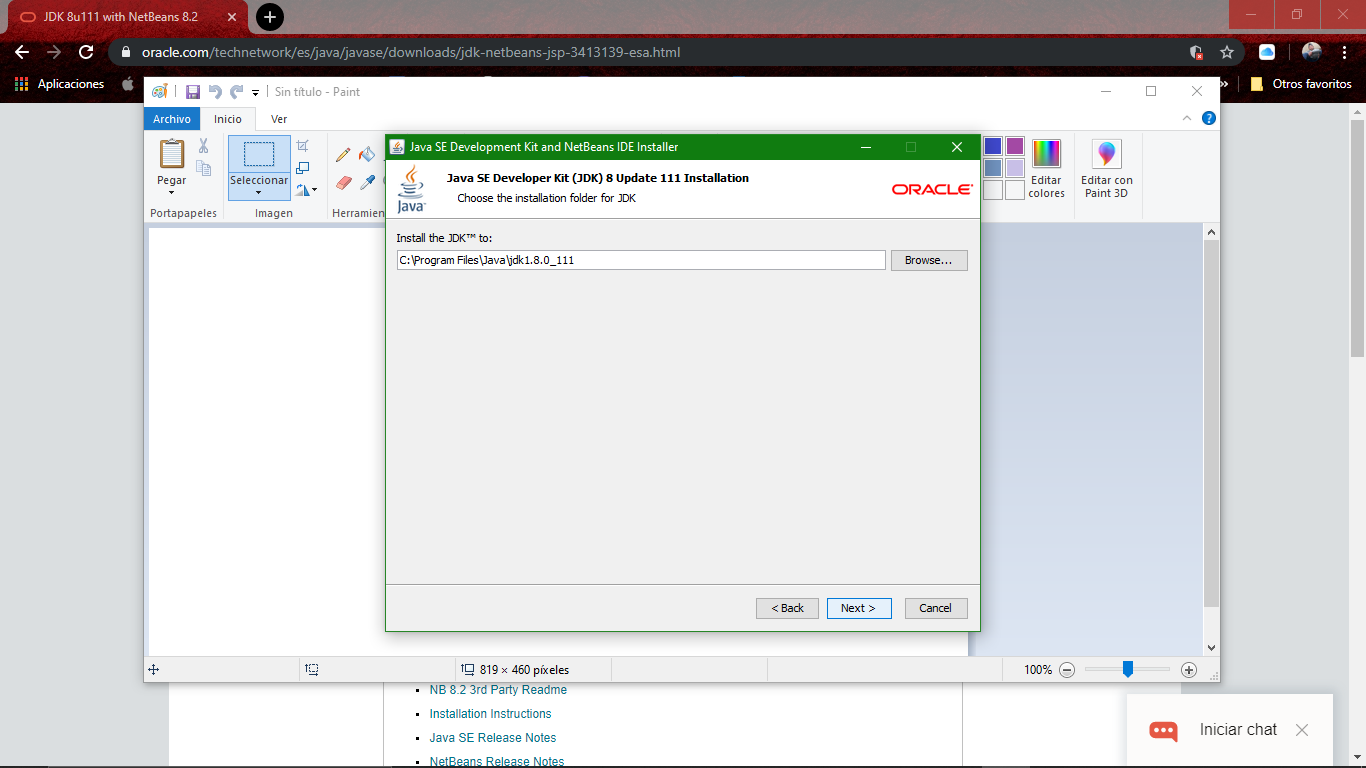 JDK 8u111 with NetBeans 8.2
oracle.com/technetwork/es/java/javase/downloads/jdk-netbeans-jsp-3413139-esa.html
Aplicaciones
»
Otros favoritos
Sin título - Paint
Archivo
Inicio
Ver
Pegar
Seleccionar
Editar colores
Editar con Paint 3D
Portapapeles
Imagen
Herramien
Java SE Development Kit and NetBeans IDE Installer
Java SE Developer Kit (JDK) 8 Update 111 Installation
Choose the installation folder for JDK
Java™
ORACLE®
Install the JDK™ to:
C:\Program Files\Java\jdk1.8.0_111
Browse...
< Back
Next >
Cancel
819 × 460 píxeles
100%
NB 8.2 3rd Party Readme
Installation Instructions
Java SE Release Notes
NetBeans Release Notes
Iniciar chat